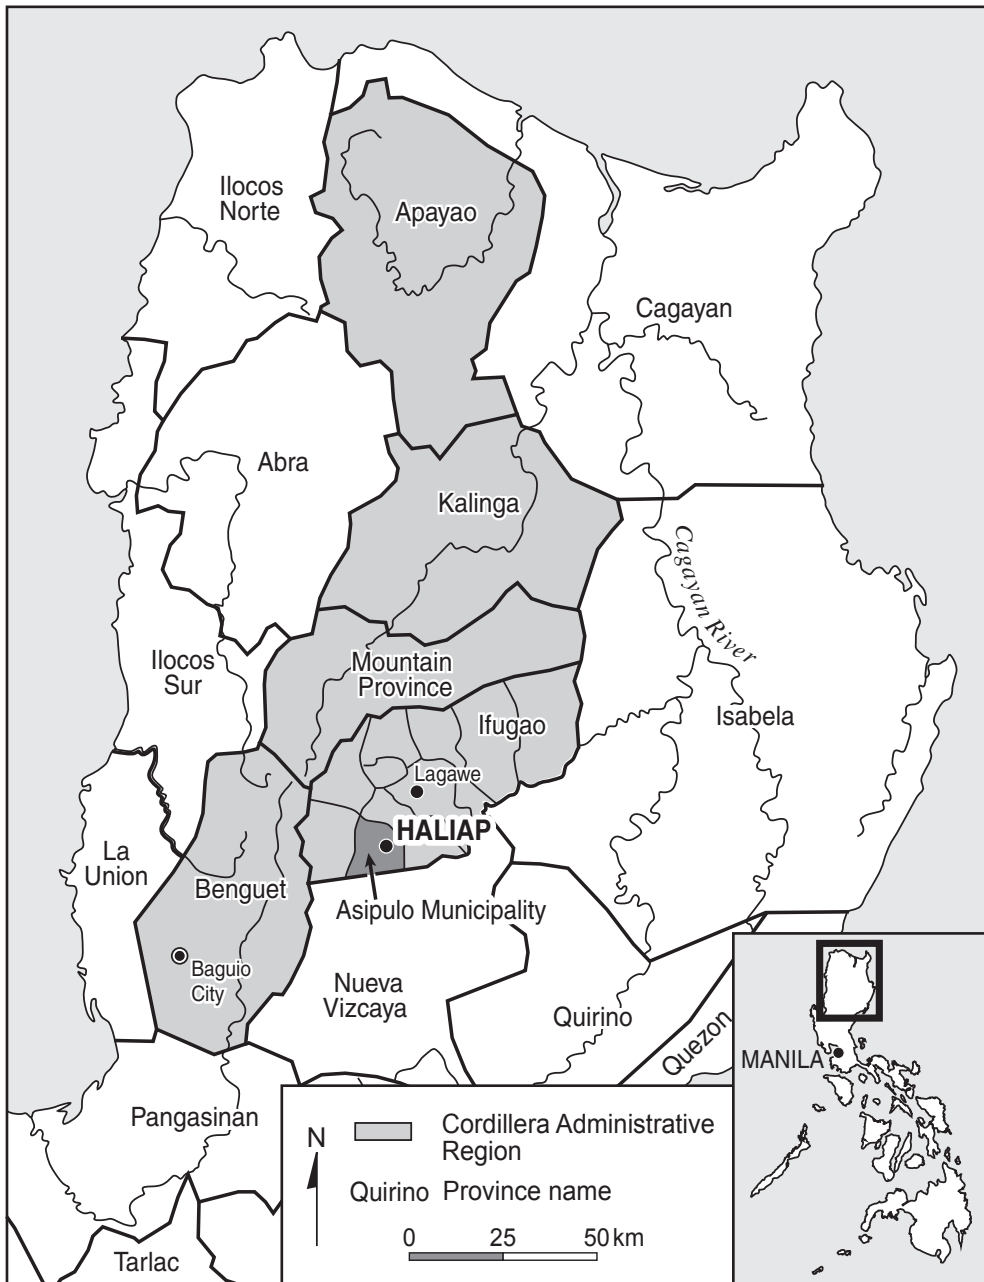 Ilocos
Norte
Apayao
Cagayan
Abra
Kalinga
Cagayan River
Ilocos
Sur
Mountain
Province
Ifugao
Isabela
Lagawe
HALIAP
La
Union
Benguet
Asipulo Municipality
Baguio
City
Nueva
Vizcaya
Quirino
Quezon
MANILA
Pangasinan
Tarlac
N
Cordillera Administrative
Region
Quirino Province name
0 25 50 km